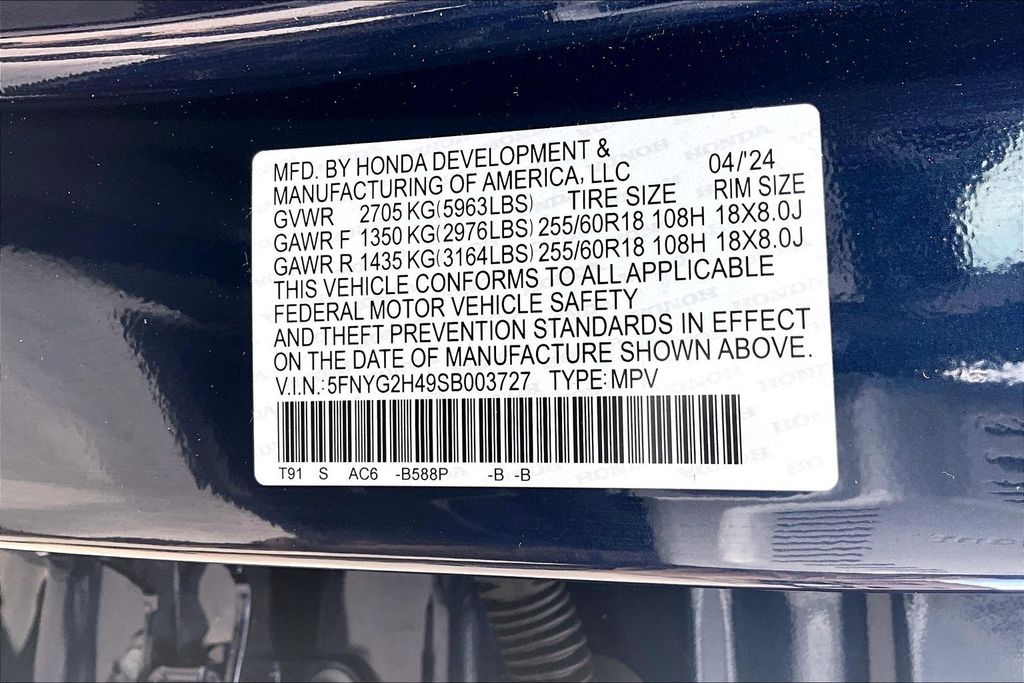 MFD. BY HONDA DEVELOPMENT &
MANUFACTURING OF AMERICA, LLC 04/'24
GVWR 2705 KG(5963LBS) TIRE SIZE RIM SIZE
GAWR F 1350 KG(2976LBS) 255/60R18 108H 18X8.0J
GAWR R 1435 KG(3164LBS) 255/60R18 108H 18X8.0J
THIS VEHICLE CONFORMS TO ALL APPLICABLE
FEDERAL MOTOR VEHICLE SAFETY
AND THEFT PREVENTION STANDARDS IN EFFECT
ON THE DATE OF MANUFACTURE SHOWN ABOVE.
V.I.N.: 5FNYG2H49SB003727 TYPE: MPV
T91 S AC6 -B588P -B -B